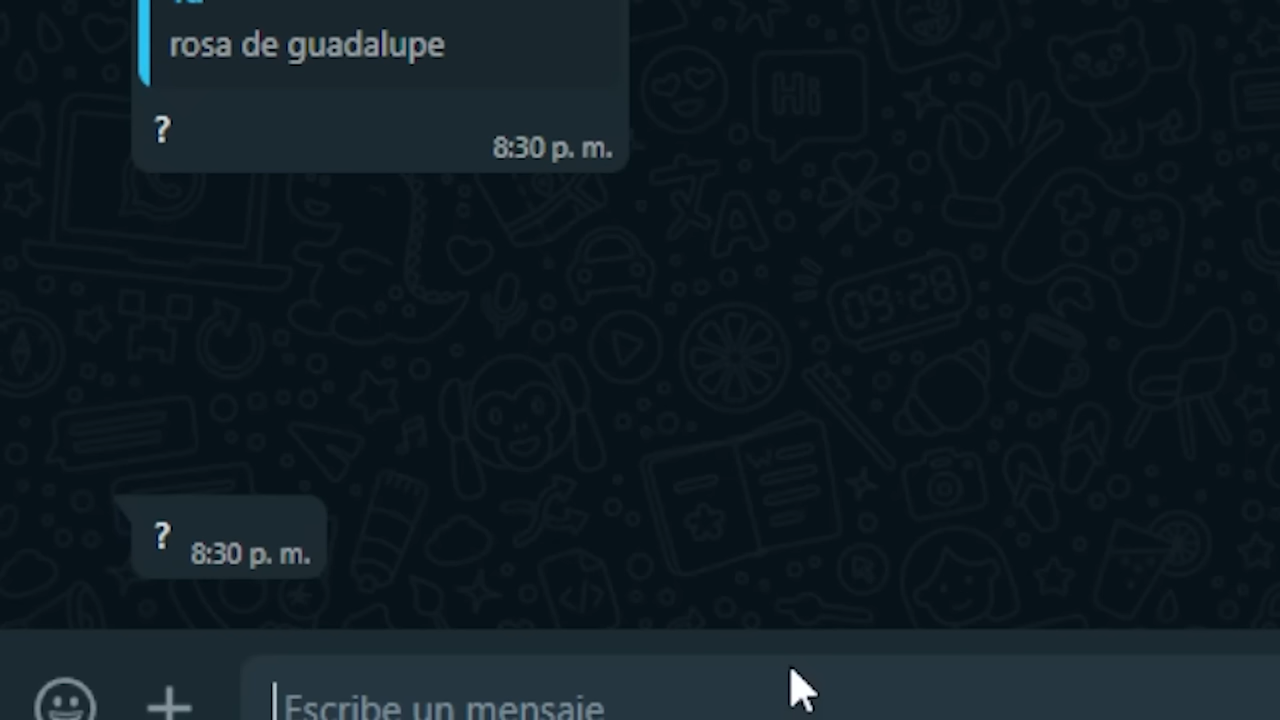 rosa de guadalupe
?
8:30 p. m.
?
8:30 p. m.
Escribe un mensaje